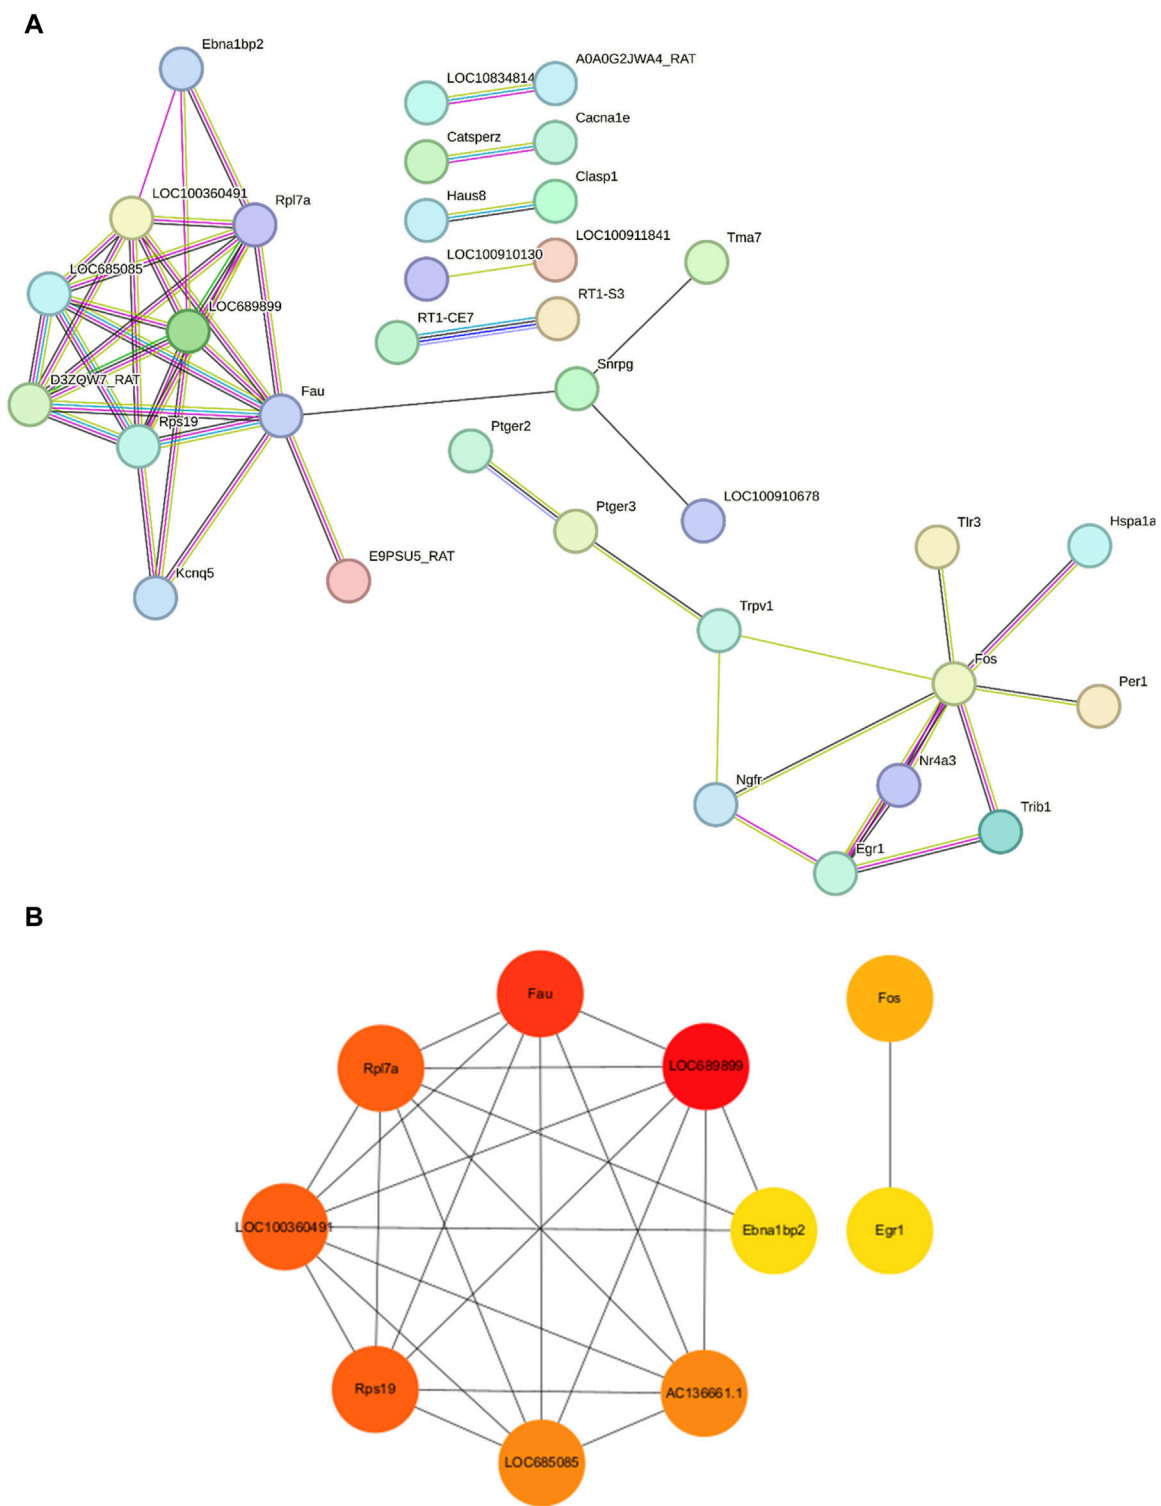 A
Ebna1bp2
LOC10834814
A0A0G2JWA4_RAT
Catsperz
Cacna1e
Haus8
Clasp1
LOC100360491
Rpl7a
LOC100910130
LOC100911841
Tma7
LOC685085
LOC689899
RT1-CE7
RT1-S3
Snrpg
D3ZQW7_RAT
Fau
Rps19
Ptger2
Ptger3
LOC100910678
Tlr3
Hspa1a
E9PSU5_RAT
Kcnq5
Trpv1
Fos
Per1
Nr4a3
Ngfr
Trib1
Egr1
B
Fau
Fos
Rpl7a
LOC689899
LOC100360491
Ebna1bp2
Egr1
Rps19
AC136661.1
LOC685085